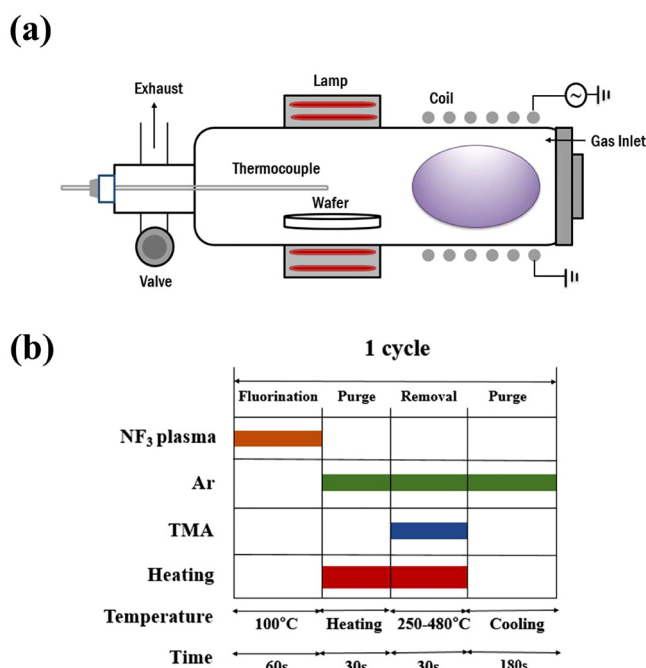 (a)
Exhaust
Lamp
Coil
~
Gas Inlet
Thermocouple
Wafer
Valve
(b)
1 cycle
Fluorination Purge Removal Purge
NF₃ plasma
Ar
TMA
Heating
Temperature 100°C Heating 250-480°C Cooling
Time 60s 30s 30s 180s